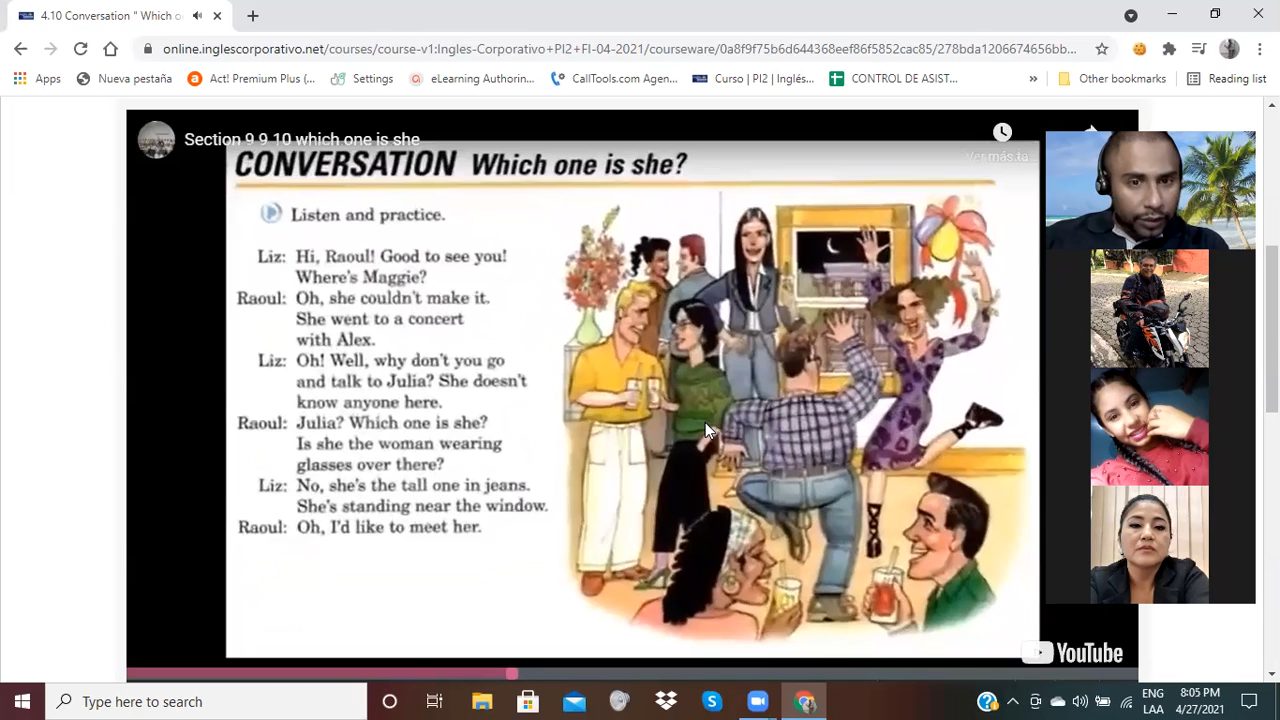 4.10 Conversation " Which o
online.inglescorporativo.net/courses/course-v1:Ingles-Corporativo+PI2+FI-04-2021/courseware/0a8f9f75b6d644368eef86f5852cac85/278bda1206674656bb...
Apps Nueva pestaña Act! Premium Plus (... Settings eLearning Authorin... CallTools.com Agen... Curso | PI2 | Inglés... CONTROL DE ASIST... » Other bookmarks Reading list
Section 9 9 10 which one is she
Ver más ta
CONVERSATION Which one is she?
Listen and practice.
Liz: Hi, Raoul! Good to see you!
Where's Maggie?
Raoul: Oh, she couldn't make it.
She went to a concert
with Alex.
Liz: Oh! Well, why don't you go
and talk to Julia? She doesn't
know anyone here.
Raoul: Julia? Which one is she?
Is she the woman wearing
glasses over there?
Liz: No, she's the tall one in jeans.
She's standing near the window.
Raoul: Oh, I'd like to meet her.
YouTube
Type here to search
ENG
LAA
8:05 PM
4/27/2021